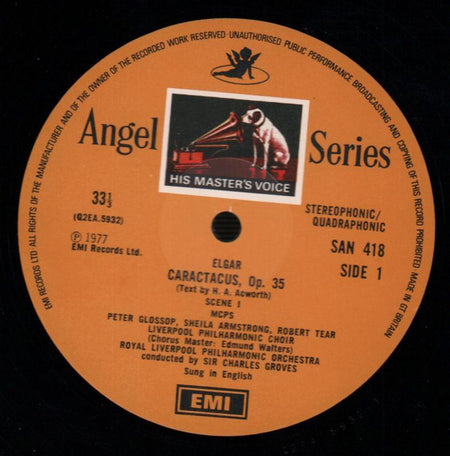 EMI RECORDS LTD ALL RIGHTS OF THE MANUFACTURER AND OF THE OWNER OF THE RECORDED WORK RESERVED·UNAUTHORISED PUBLIC PERFORMANCE BROADCASTING AND COPYING OF THIS RECORD PROHIBITED. MADE IN GT BRITAIN
Angel Series
HIS MASTER'S VOICE
33⅓
(Q2EA.5932)
STEREOPHONIC/
QUADRAPHONIC
SAN 418
SIDE 1
℗ 1977
EMI Records Ltd.
ELGAR
CARACTACUS, Op. 35
(Text by H. A. Acworth)
SCENE I
MCPS
PETER GLOSSOP, SHEILA ARMSTRONG, ROBERT TEAR
LIVERPOOL PHILHARMONIC CHOIR
(Chorus Master: Edmund Walters)
ROYAL LIVERPOOL PHILHARMONIC ORCHESTRA
conducted by SIR CHARLES GROVES
Sung in English
EMI